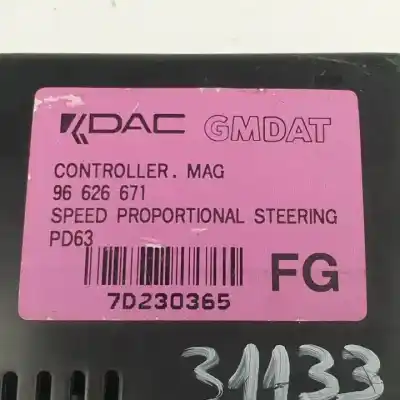 KDAC GMDAT
CONTROLLER. MAG
96 626 671
SPEED PROPORTIONAL STEERING
PD63
FG
7D230365
31133